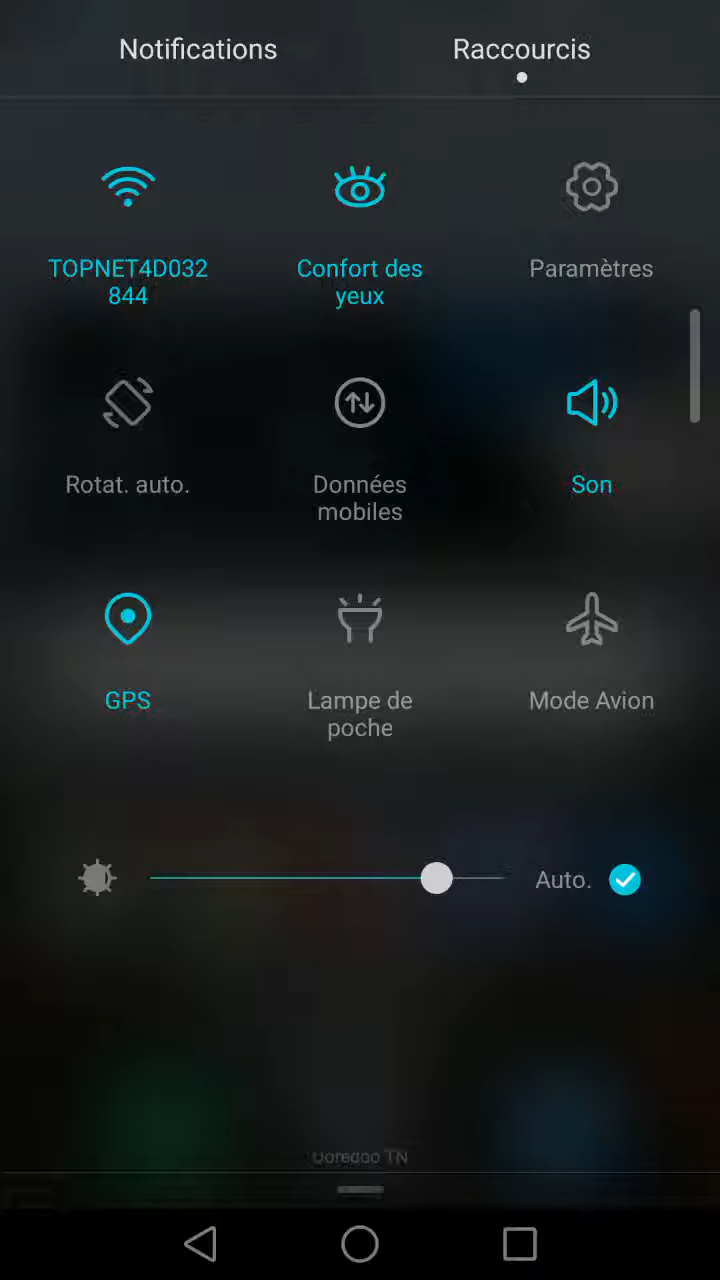 Notifications Raccourcis
TOPNET4D032
844
Confort des
yeux
Paramètres
Rotat. auto.
Données
mobiles
Son
GPS
Lampe de
poche
Mode Avion
Auto.
Ooredoo TN